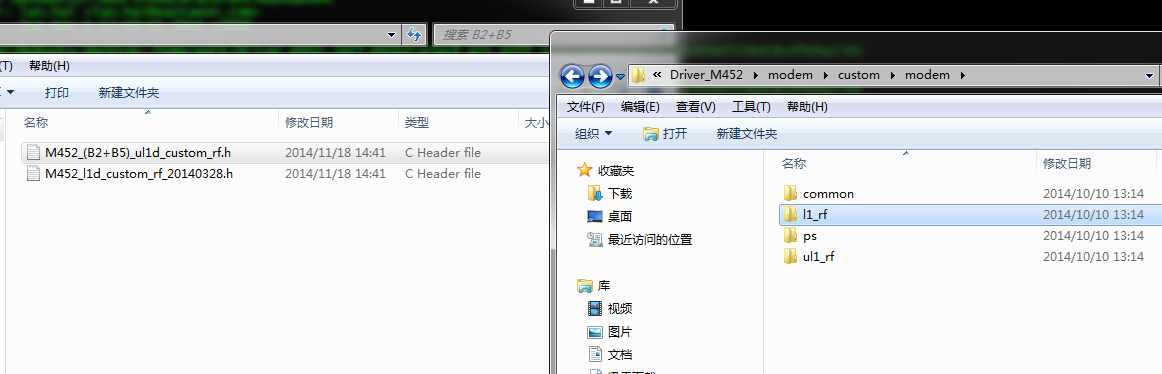 搜索 B2+B5
(T) 帮助(H)
打印 新建文件夹
名称 修改日期 类型 大小
M452_(B2+B5)_ul1d_custom_rf.h 2014/11/18 14:41 C Header file
M452_l1d_custom_rf_20140328.h 2014/11/18 14:41 C Header file
« Driver_M452 modem custom modem
文件(F) 编辑(E) 查看(V) 工具(T) 帮助(H)
组织 打开 新建文件夹
收藏夹
下载
桌面
最近访问的位置
库
视频
图片
文档
名称 修改日期
common 2014/10/10 13:14
l1_rf 2014/10/10 13:14
ps 2014/10/10 13:14
ul1_rf 2014/10/10 13:14